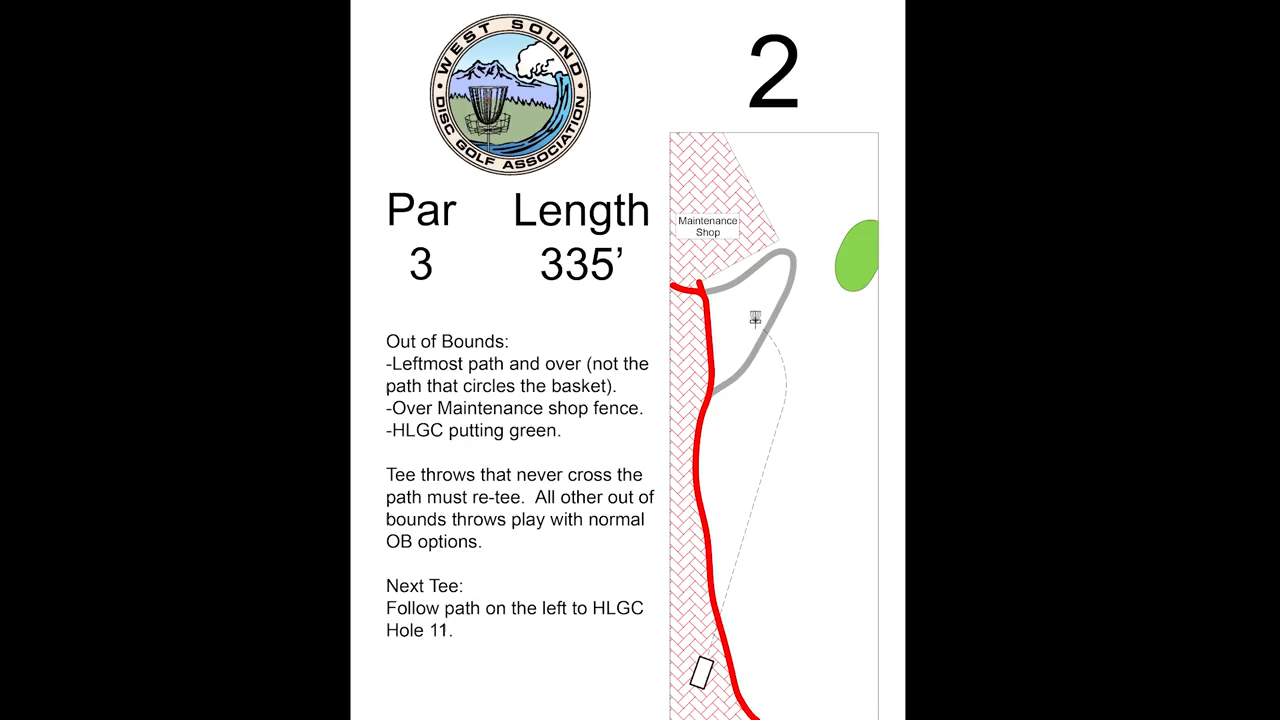 WEST SOUND
DISC GOLF ASSOCIATION
2
Par Length
3 335’
Maintenance
Shop
Out of Bounds:
-Leftmost path and over (not the
path that circles the basket).
-Over Maintenance shop fence.
-HLGC putting green.
Tee throws that never cross the
path must re-tee.  All other out of
bounds throws play with normal
OB options.
Next Tee:
Follow path on the left to HLGC
Hole 11.